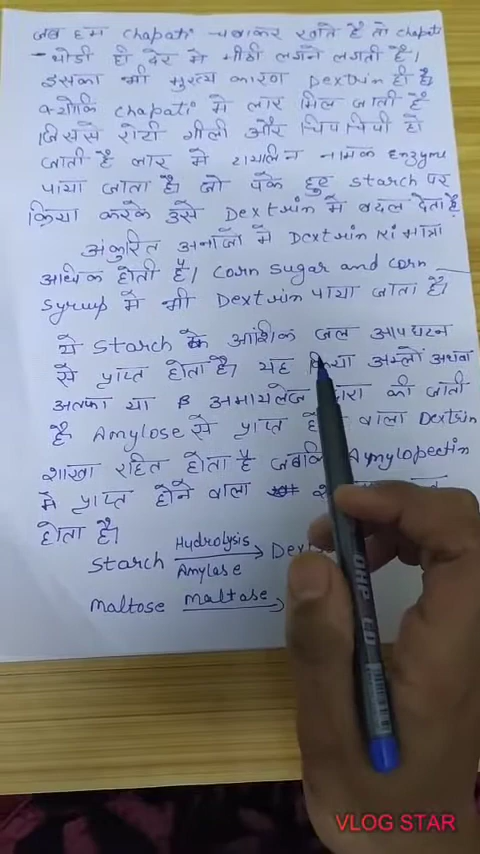 जब हम chapati चबाकर खाते हैं तो chapati
थोडी ही देर मे मीठी लगने लगती है।
इसका भी मुख्य कारण Dextrin ही है
क्योंकि chapati मे लार मिल जाती है
जिससे रोटी गीली और चिपचिपी हो
जाती है लार मे टायलिन नामक Enzyme
पाया जाता है। जो पके हुए starch पर
क्रिया करके उसे Dextrin मे बदल देता है
अंकुरित अनाजो मे Dextrin की मात्रा
अधिक होती है। Corn sugar and corn
syrup मे भी Dextrin पाया जाता है।
ये starch के आंशिक जल अपघटन
से प्राप्त होता है। यह क्रिया अम्लों अथवा
अल्फा या β अमायलेज द्वारा की जाती
है Amylose से प्राप्त होने वाला Dextrin
शाखा रहित होता है जबकि Amylopectin
मे प्राप्त होने वाला
होता है।
Starch Hydrolysis Amylase
Maltose Maltase
OHP CD
VLOG STAR